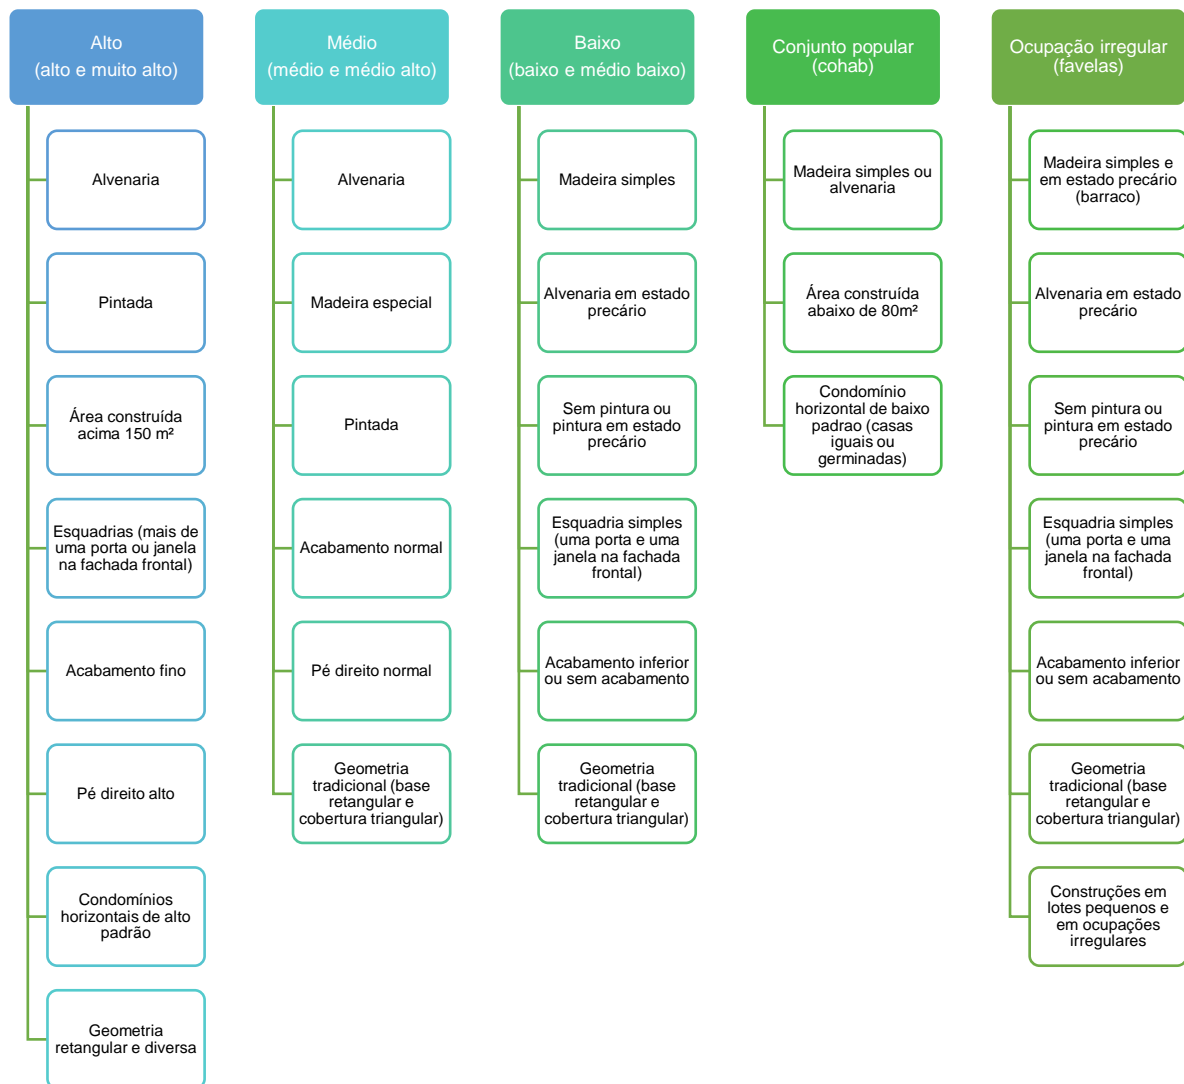 Alto
(alto e muito alto)
Alvenaria
Pintada
Área construída
acima 150 m²
Esquadrias (mais de
uma porta ou janela
na fachada frontal)
Acabamento fino
Pé direito alto
Condomínios
horizontais de alto
padrão
Geometria
retangular e diversa
Médio
(médio e médio alto)
Alvenaria
Madeira especial
Pintada
Acabamento normal
Pé direito normal
Geometria
tradicional (base
retangular e
cobertura triangular)
Baixo
(baixo e médio baixo)
Madeira simples
Alvenaria em estado
precário
Sem pintura ou
pintura em estado
precário
Esquadria simples
(uma porta e uma
janela na fachada
frontal)
Acabamento inferior
ou sem acabamento
Geometria
tradicional (base
retangular e
cobertura triangular)
Conjunto popular
(cohab)
Madeira simples ou
alvenaria
Área construída
abaixo de 80m²
Condomínio
horizontal de baixo
padrao (casas
iguais ou
germinadas)
Ocupação irregular
(favelas)
Madeira simples e
em estado precário
(barraco)
Alvenaria em estado
precário
Sem pintura ou
pintura em estado
precário
Esquadria simples
(uma porta e uma
janela na fachada
frontal)
Acabamento inferior
ou sem acabamento
Geometria
tradicional (base
retangular e
cobertura triangular)
Construções em
lotes pequenos e
em ocupações
irregulares